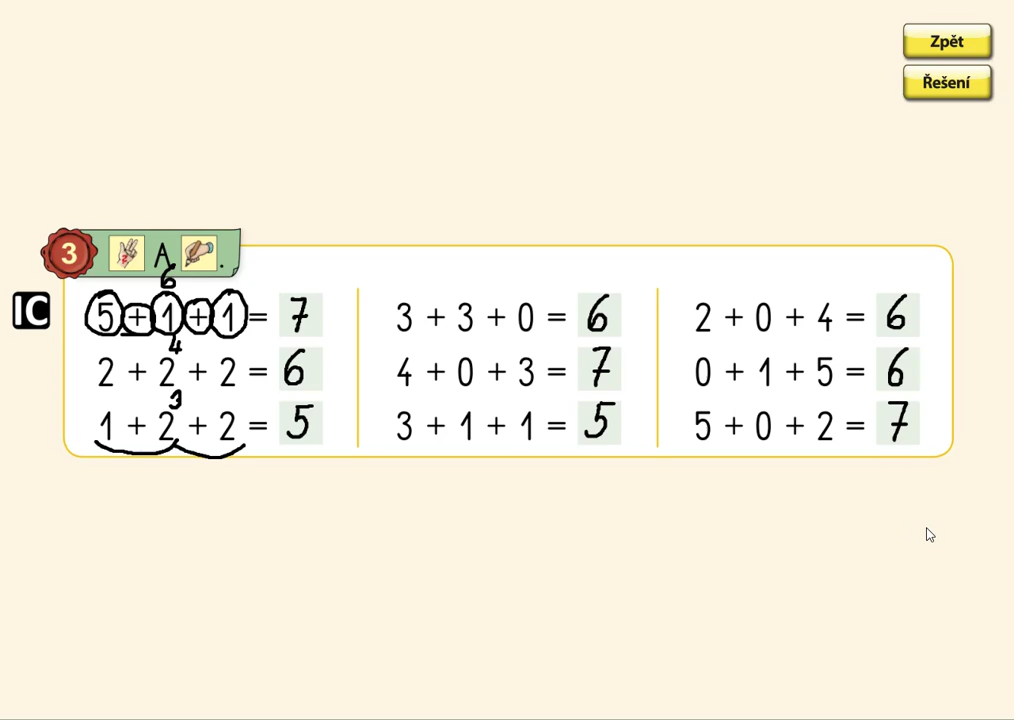 Zpět
Řešení
3 A .
6
IC 5 + 1 + 1 = 7 3 + 3 + 0 = 6 2 + 0 + 4 = 6
4
2 + 2 + 2 = 6 4 + 0 + 3 = 7 0 + 1 + 5 = 6
3
1 + 2 + 2 = 5 3 + 1 + 1 = 5 5 + 0 + 2 = 7